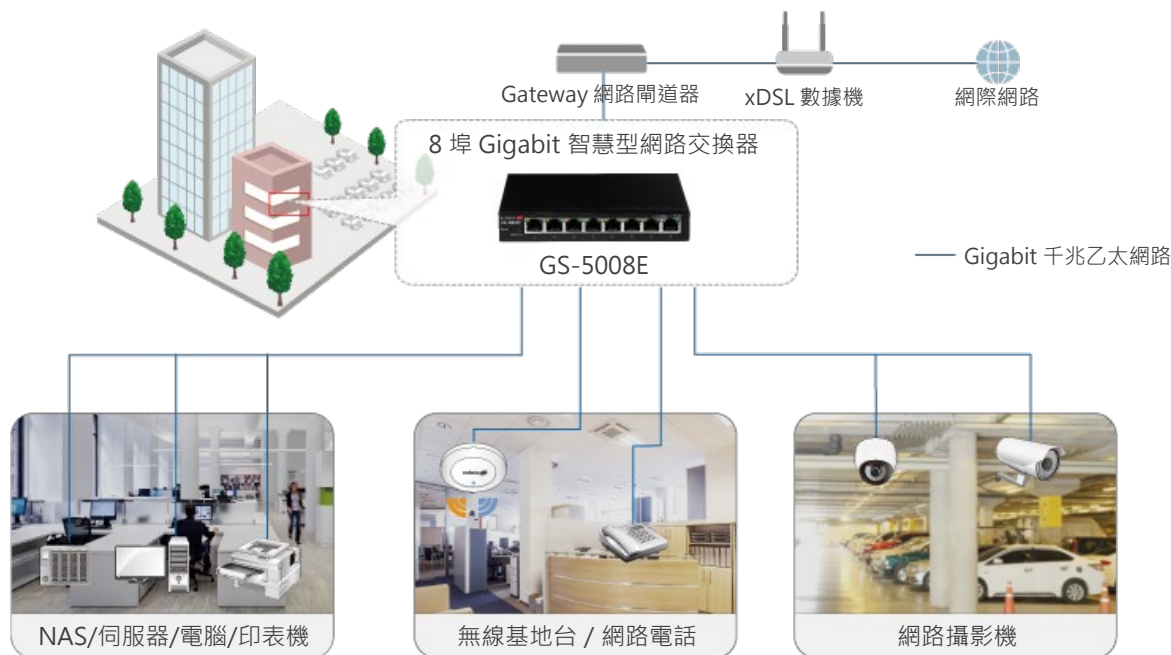 Gateway 網路閘道器
xDSL 數據機
網際網路
8 埠 Gigabit 智慧型網路交換器
GS-5008E
Gigabit 千兆乙太網路
NAS/伺服器/電腦/印表機
無線基地台 / 網路電話
網路攝影機